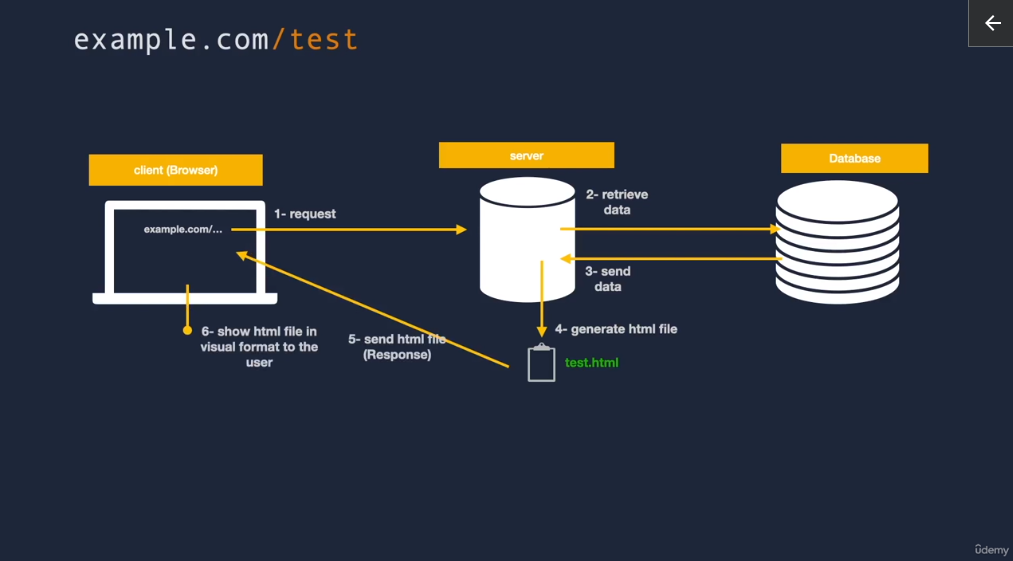 example.com/test
client (Browser)
server
Database
1- request
2- retrieve
data
example.com/...
3- send
data
4- generate html file
6- show html file in
visual format to the
user
5- send html file
(Response)
test.html
ûdemy